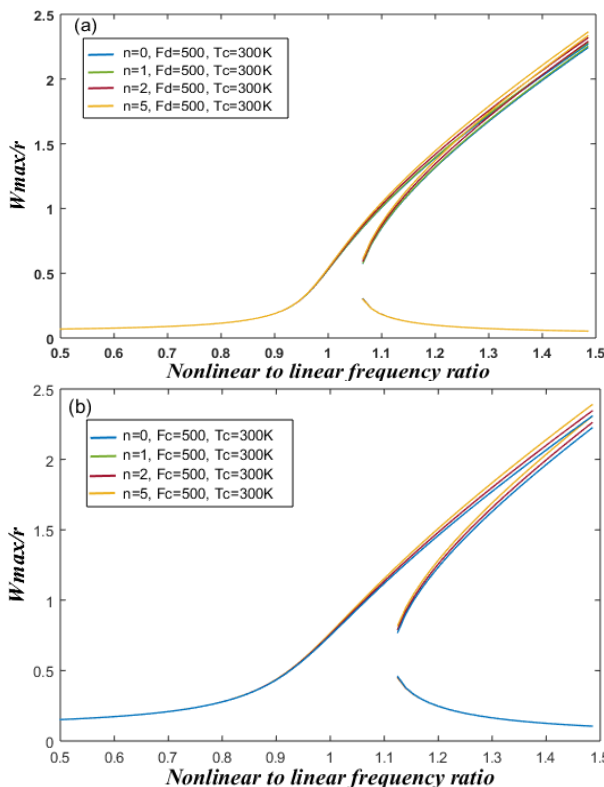 (a)
n=0, Fd=500, Tc=300K
n=1, Fd=500, Tc=300K
n=2, Fd=500, Tc=300K
n=5, Fd=500, Tc=300K
Wmax/r
2.5
2
1.5
1
0.5
0
0.5 0.6 0.7 0.8 0.9 1 1.1 1.2 1.3 1.4 1.5
Nonlinear to linear frequency ratio
(b)
n=0, Fc=500, Tc=300K
n=1, Fc=500, Tc=300K
n=2, Fc=500, Tc=300K
n=5, Fc=500, Tc=300K
Wmax/r
2.5
2
1.5
1
0.5
0
0.5 0.6 0.7 0.8 0.9 1 1.1 1.2 1.3 1.4 1.5
Nonlinear to linear frequency ratio